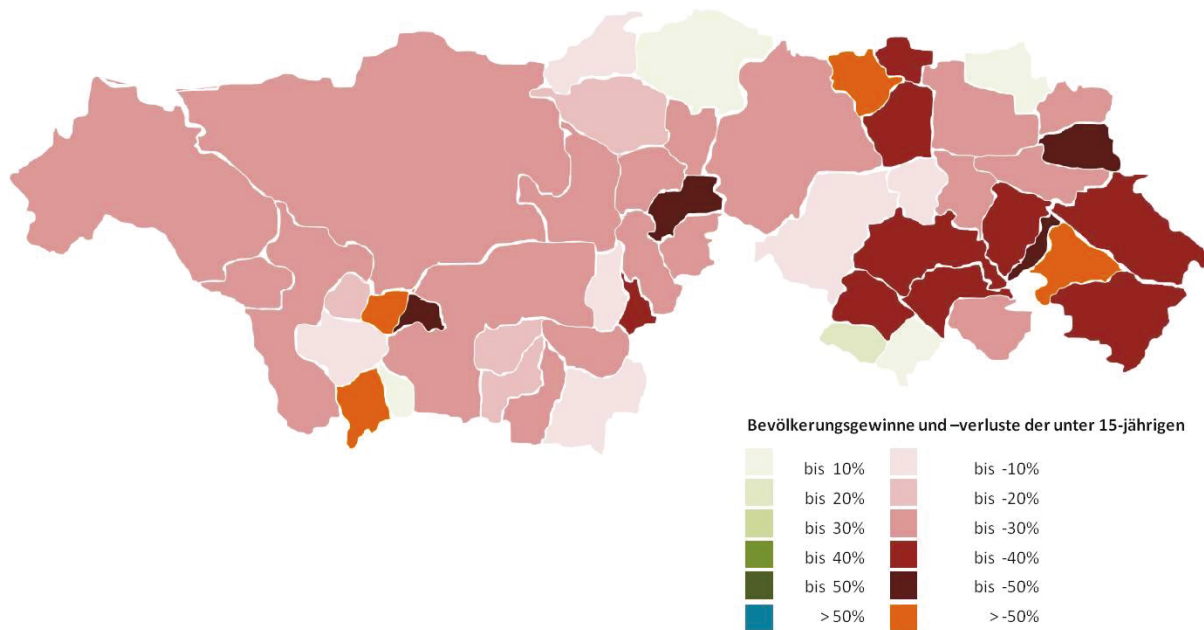 Bevölkerungsgewinne und –verluste der unter 15-jährigen
bis 10% bis -10%
bis 20% bis -20%
bis 30% bis -30%
bis 40% bis -40%
bis 50% bis -50%
>50% >-50%